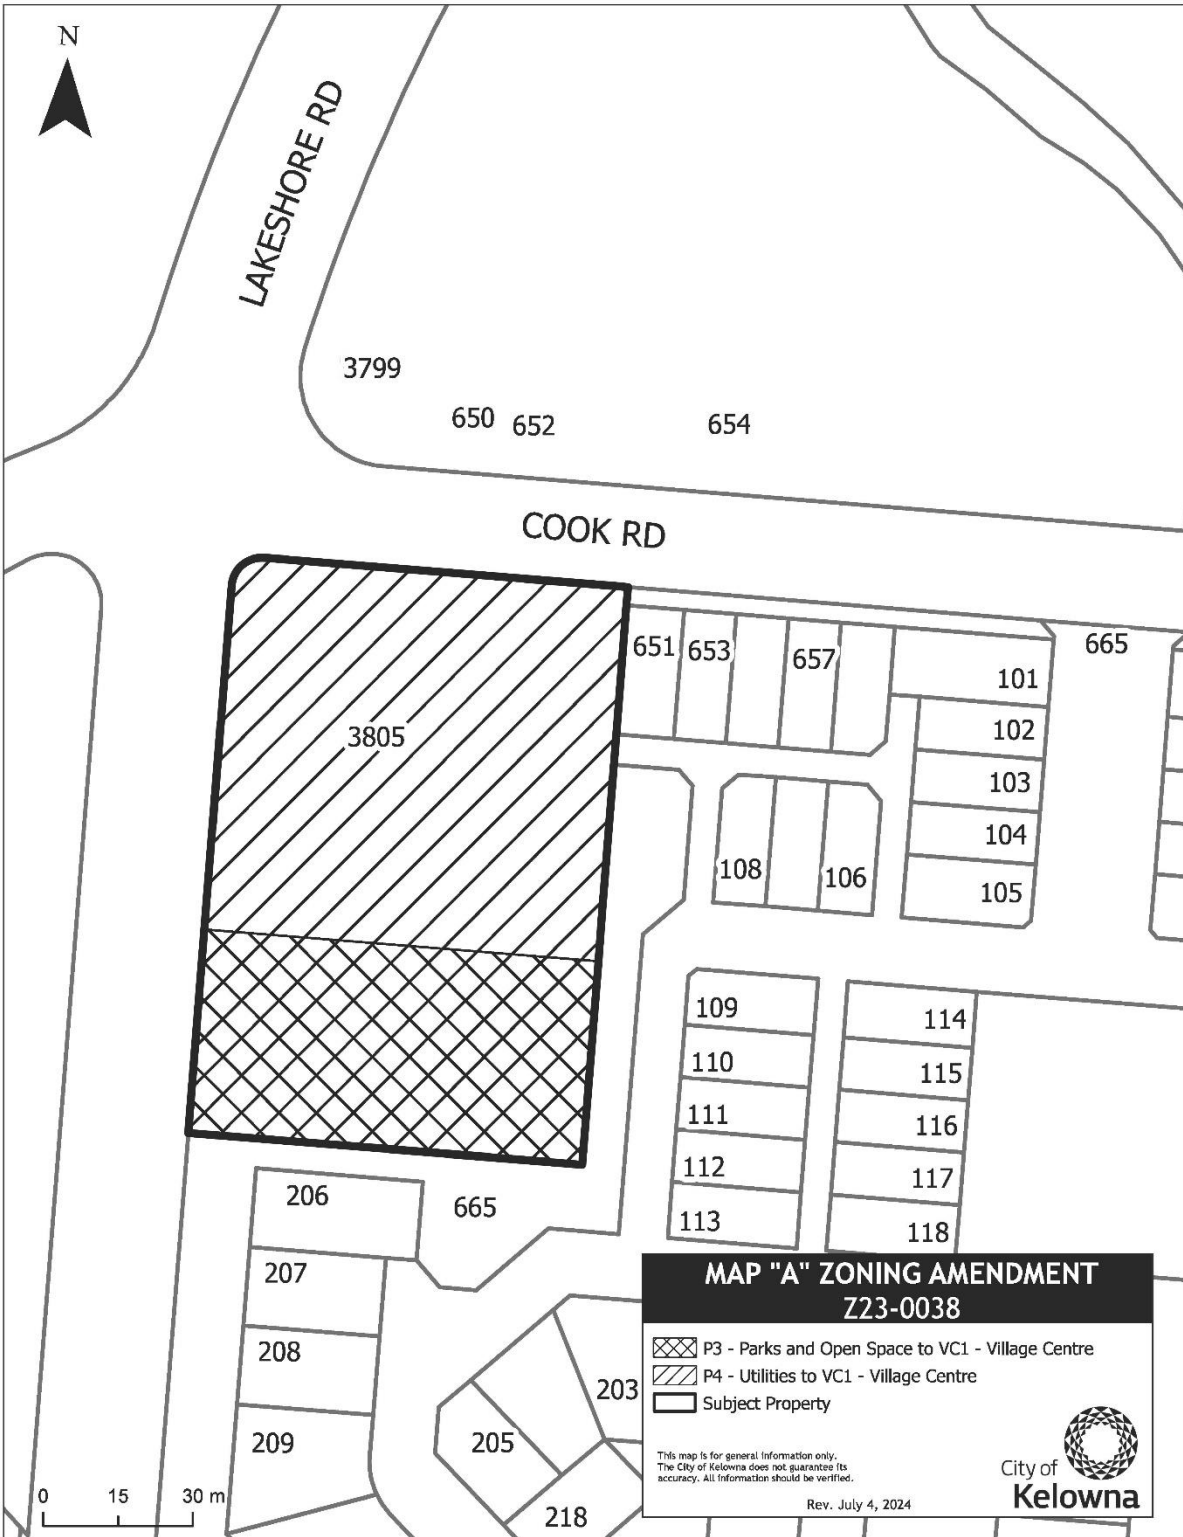 N
LAKESHORE RD
3799
650 652 654
COOK RD
651 653 657
665
101
102
3805
103
104
108 106
105
109
114
110
115
111
116
112
117
113
118
206
665
207
208
203
209
205
218
0 15 30 m
MAP "A" ZONING AMENDMENT
Z23-0038
P3 - Parks and Open Space to VC1 - Village Centre
P4 - Utilities to VC1 - Village Centre
Subject Property
This map is for general information only.
The City of Kelowna does not guarantee its
accuracy. All information should be verified.
Rev. July 4, 2024
City of
Kelowna